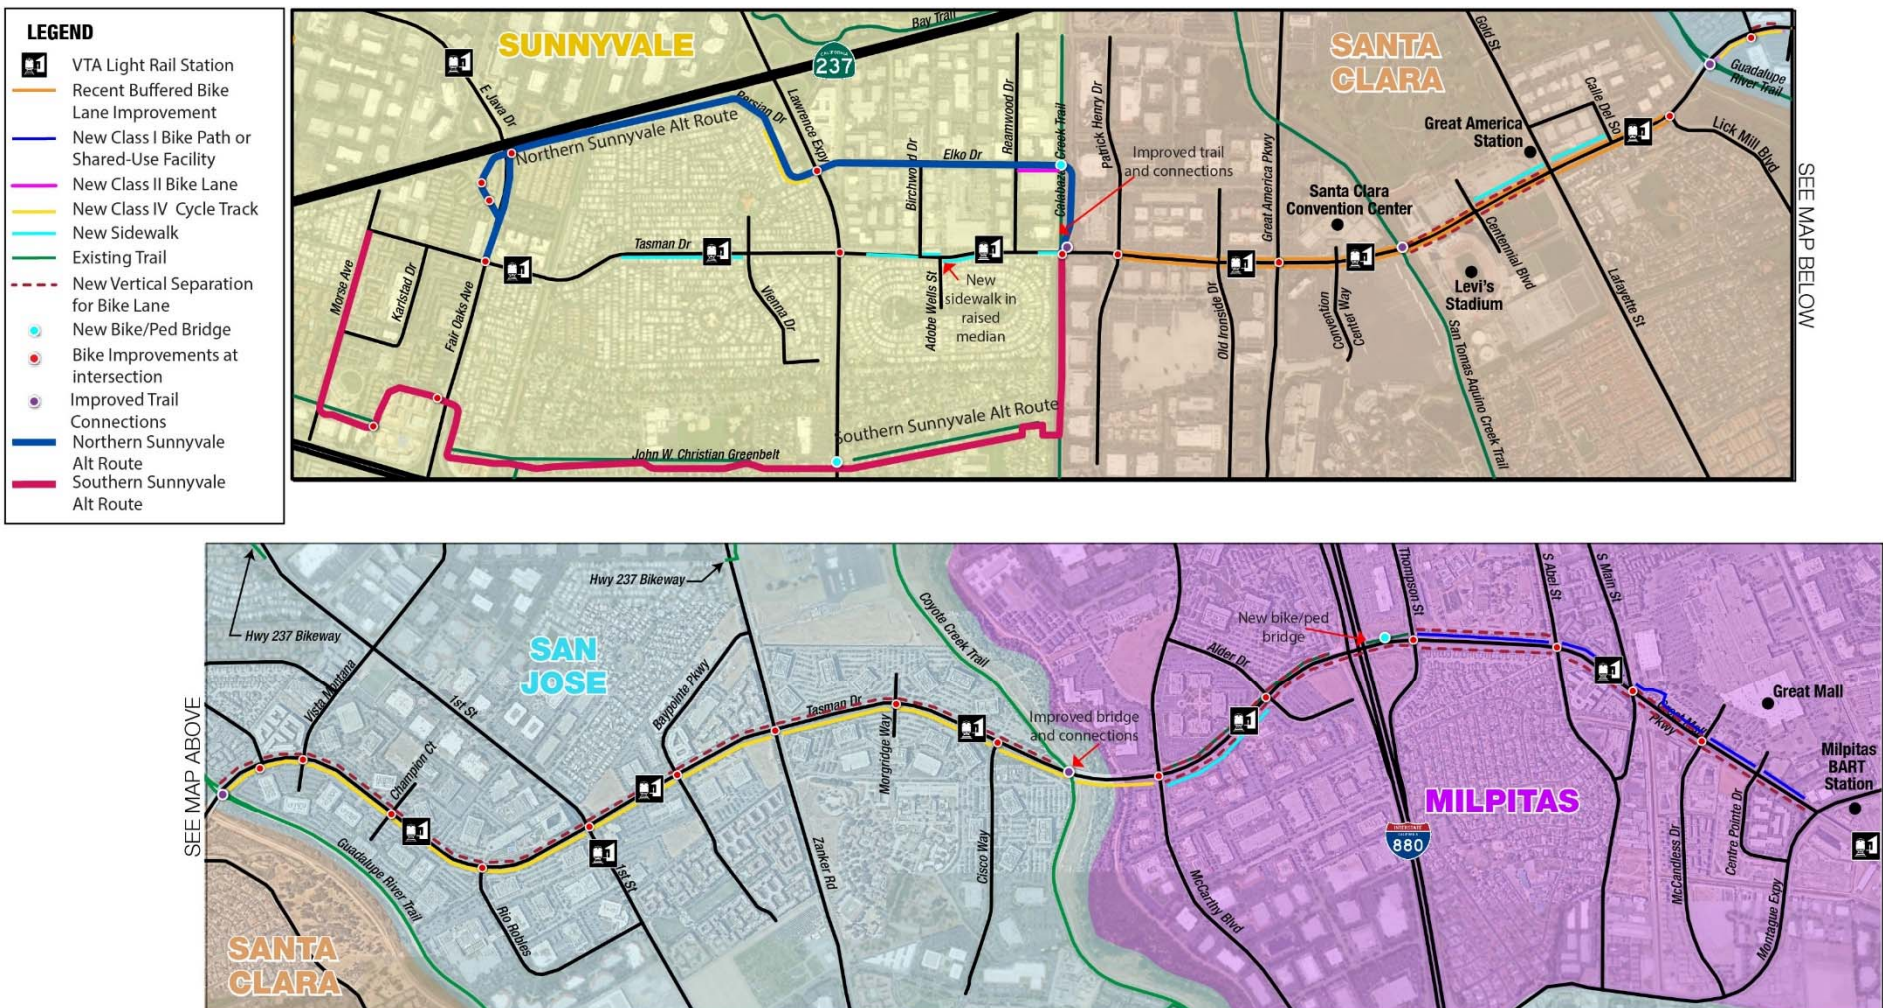 LEGEND
VTA Light Rail Station
Recent Buffered Bike
Lane Improvement
New Class I Bike Path or
Shared-Use Facility
New Class II Bike Lane
New Class IV Cycle Track
New Sidewalk
Existing Trail
New Vertical Separation
for Bike Lane
New Bike/Ped Bridge
Bike Improvements at
intersection
Improved Trail
Connections
Northern Sunnyvale
Alt Route
Southern Sunnyvale
Alt Route
SUNNYVALE
CALIFORNIA
237
Bay Trail
SANTA
CLARA
Gold St
Guadalupe
River Trail
E Java Dr
Persian Dr
Lawrence Expy
Northern Sunnyvale Alt Route
Reamwood Dr
Calabazas Creek Trail
Patrick Henry Dr
Birchwood Dr
Elko Dr
Improved trail
and connections
Great America Pkwy
Great America
Station
Calle Del Sol
Lick Mill Blvd
Santa Clara
Convention Center
Tasman Dr
Centennial Blvd
Levi's
Stadium
Lafayette St
Morse Ave
Karlstad Dr
Fair Oaks Ave
Vienna Dr
Adobe Wells St
New
sidewalk in
raised
median
Old Ironside Dr
Convention
Center Way
San Tomas Aquino Creek Trail
Southern Sunnyvale Alt Route
John W. Christian Greenbelt
SEE MAP BELOW
SEE MAP ABOVE
Hwy 237 Bikeway
Hwy 237 Bikeway
SAN
JOSE
Vista Montana
1st St
Baypointe Pkwy
Champion Ct
Tasman Dr
Morgridge Way
Coyote Creek Trail
Improved bridge
and connections
Alder Dr
New bike/ped
bridge
Thompson St
S Abel St
S Main St
Great Mall
Great Mall
Pkwy
Milpitas
BART
Station
MILPITAS
INTERSTATE
CALIFORNIA
880
Guadalupe River Trail
Rio Robles
1st St
Zanker Rd
Cisco Way
McCarthy Blvd
McCandless Dr
Centre Pointe Dr
Montague Expy
SANTA
CLARA